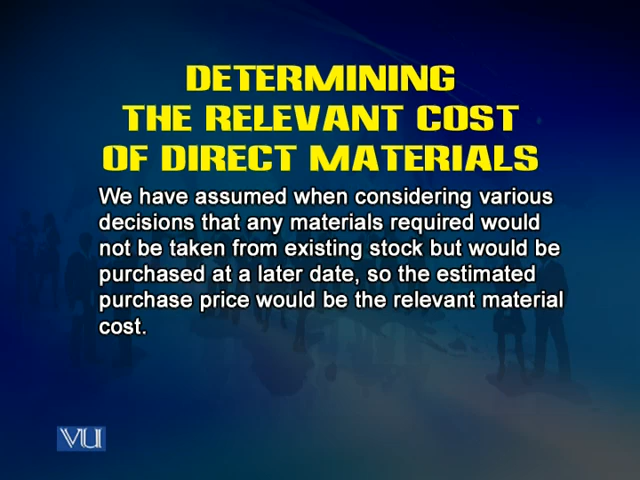 DETERMINING
THE RELEVANT COST
OF DIRECT MATERIALS
We have assumed when considering various
decisions that any materials required would
not be taken from existing stock but would be
purchased at a later date, so the estimated
purchase price would be the relevant material
cost.
VU